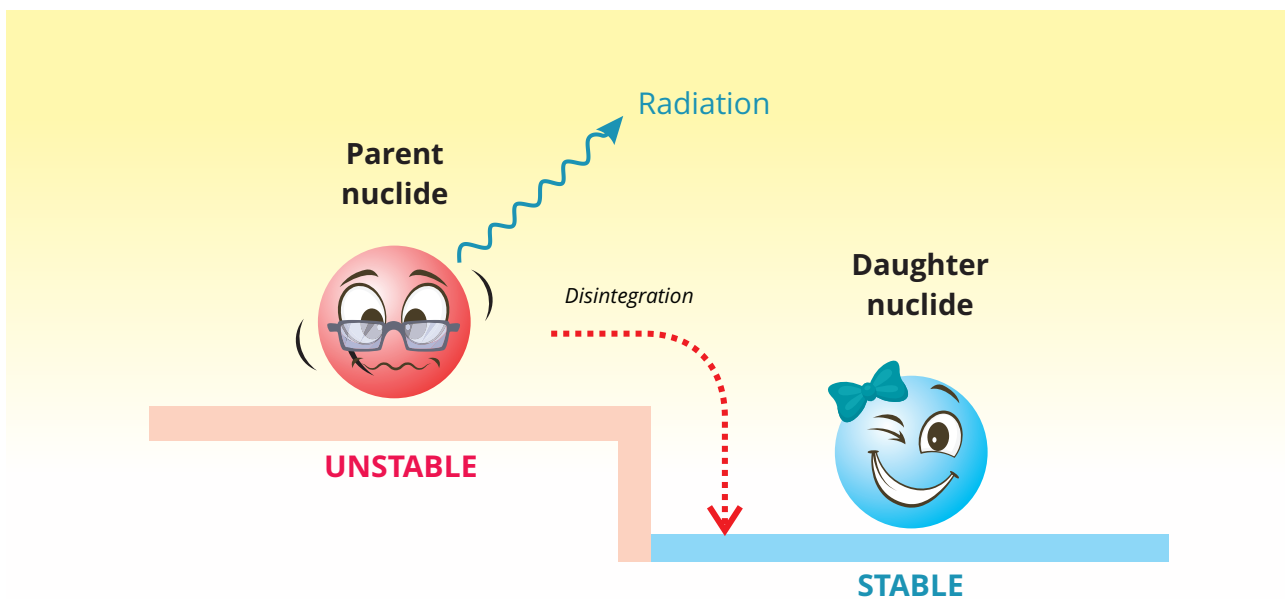 Radiation
Parent
nuclide
Disintegration
Daughter
nuclide
UNSTABLE
STABLE